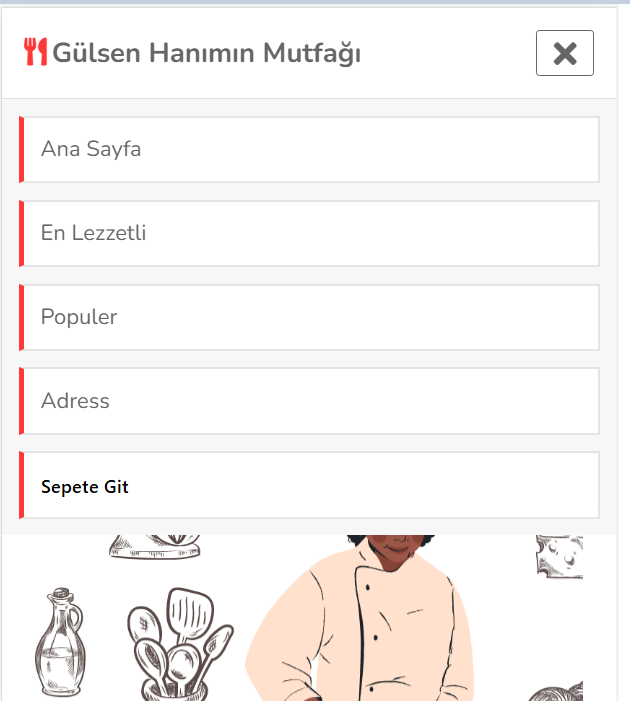 Gülsen Hanımın Mutfağı
Ana Sayfa
En Lezzetli
Populer
Adress
Sepete Git